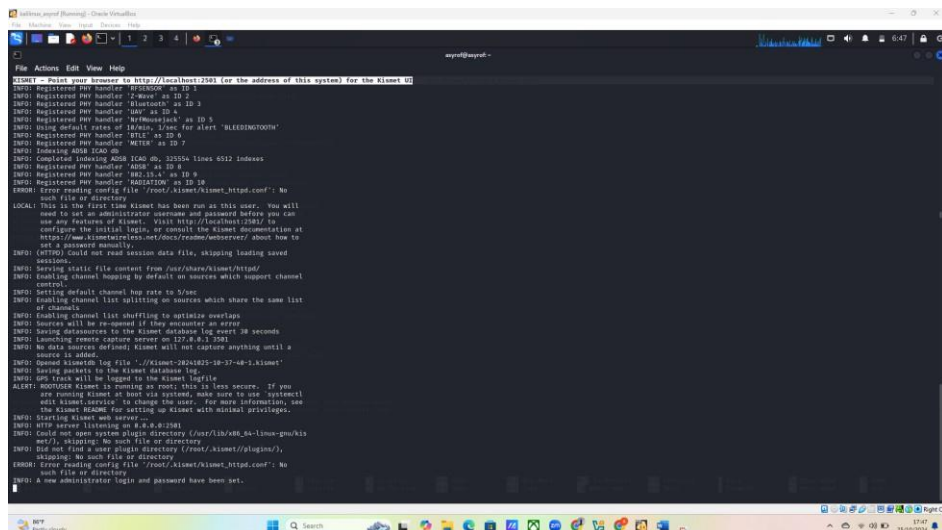 kalilinux_asyrof [Running] - Oracle VirtualBox
File Machine View Input Devices Help
1 2 3 4
6:47
asyrof@asyrof: ~
File Actions Edit View Help
KISMET - Point your browser to http://localhost:2501 (or the address of this system) for the Kismet UI
INFO: Registered PHY handler 'RFSENSOR' as ID 1
INFO: Registered PHY handler 'Z-Wave' as ID 2
INFO: Registered PHY handler 'Bluetooth' as ID 3
INFO: Registered PHY handler 'UAV' as ID 4
INFO: Registered PHY handler 'NrfMousejack' as ID 5
INFO: Using default rates of 10/min, 1/sec for alert 'BLEEDINGTOOTH'
INFO: Registered PHY handler 'BTLE' as ID 6
INFO: Registered PHY handler 'METER' as ID 7
INFO: Indexing ADSB ICAO db
INFO: Completed indexing ADSB ICAO db, 325554 lines 6512 indexes
INFO: Registered PHY handler 'ADSB' as ID 8
INFO: Registered PHY handler '802.15.4' as ID 9
INFO: Registered PHY handler 'RADIATION' as ID 10
ERROR: Error reading config file '/root/.kismet/kismet_httpd.conf': No
such file or directory
LOCAL: This is the first time Kismet has been run as this user. You will
need to set an administrator username and password before you can
use any features of Kismet. Visit http://localhost:2501/ to
configure the initial login, or consult the Kismet documentation at
https://www.kismetwireless.net/docs/readme/webserver/ about how to
set a password manually.
INFO: (HTTPD) Could not read session data file, skipping loading saved
sessions.
INFO: Serving static file content from /usr/share/kismet/httpd/
INFO: Enabling channel hopping by default on sources which support channel
control.
INFO: Setting default channel hop rate to 5/sec
INFO: Enabling channel list splitting on sources which share the same list
of channels
INFO: Enabling channel list shuffling to optimize overlaps
INFO: Sources will be re-opened if they encounter an error
INFO: Saving datasources to the Kismet database log evert 30 seconds
INFO: Launching remote capture server on 127.0.0.1 3501
INFO: No data sources defined; Kismet will not capture anything until a
source is added.
INFO: Opened kismetdb log file './/Kismet-20241025-10-37-40-1.kismet'
INFO: Saving packets to the Kismet database log.
INFO: GPS track will be logged to the Kismet logfile
ALERT: ROOTUSER Kismet is running as root; this is less secure. If you
are running Kismet at boot via systemd, make sure to use `systemctl
edit kismet.service` to change the user. For more information, see
the Kismet README for setting up Kismet with minimal privileges.
INFO: Starting Kismet web server...
INFO: HTTP server listening on 0.0.0.0:2501
INFO: Could not open system plugin directory (/usr/lib/x86_64-linux-gnu/kis
met/), skipping: No such file or directory
INFO: Did not find a user plugin directory (/root/.kismet//plugins/),
skipping: No such file or directory
ERROR: Error reading config file '/root/.kismet/kismet_httpd.conf': No
such file or directory
INFO: A new administrator login and password have been set.
Right C
80°F
Search
17:47